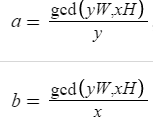 a = gcd(yW,xH) / y
b = gcd(yW,xH) / x